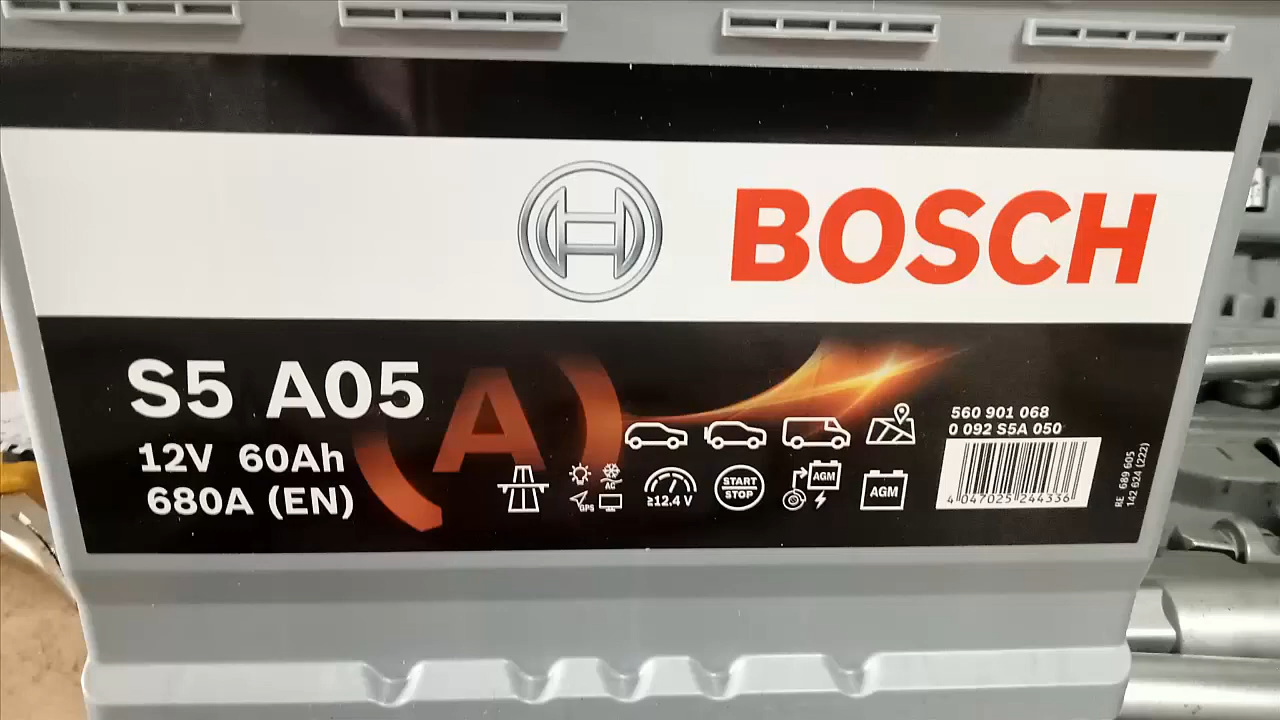 BOSCH
S5 A05
12V 60Ah
680A (EN)
A
560 901 068
0 092 S5A 050
4 047025 244336
RE 689 605
142 624 (222)
GPS
≥12.4 V
START
STOP
AGM
AGM